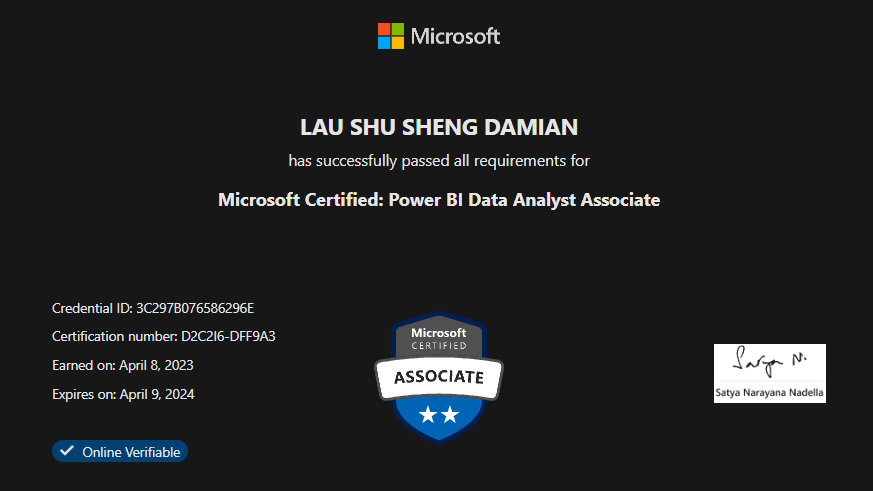 Microsoft
LAU SHU SHENG DAMIAN
has successfully passed all requirements for
Microsoft Certified: Power BI Data Analyst Associate
Credential ID: 3C297B076586296E
Certification number: D2C2I6-DFF9A3
Earned on: April 8, 2023
Expires on: April 9, 2024
Online Verifiable
Microsoft
CERTIFIED
ASSOCIATE
Satya N.
Satya Narayana Nadella